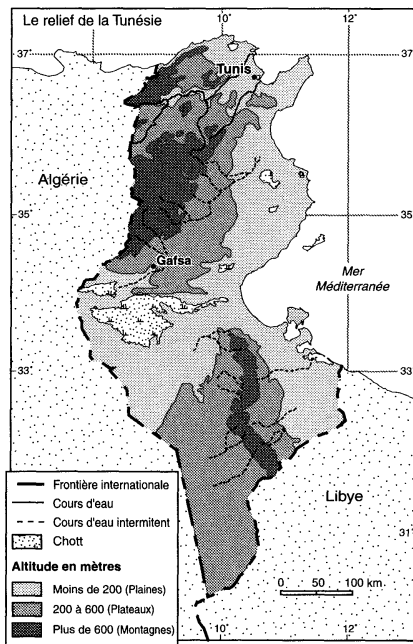 Le relief de la Tunésie
10°
12°
37°
37°
Tunis
Algérie
35°
35°
Gafsa
Mer
Méditerranée
33°
33°
Frontière internationale
Cours d'eau
Cours d'eau intermitent
Chott
Libye
31°
Altitude en mètres
Moins de 200 (Plaines)
200 à 600 (Plateaux)
Plus de 600 (Montagnes)
0 50 100 km
10°
12°